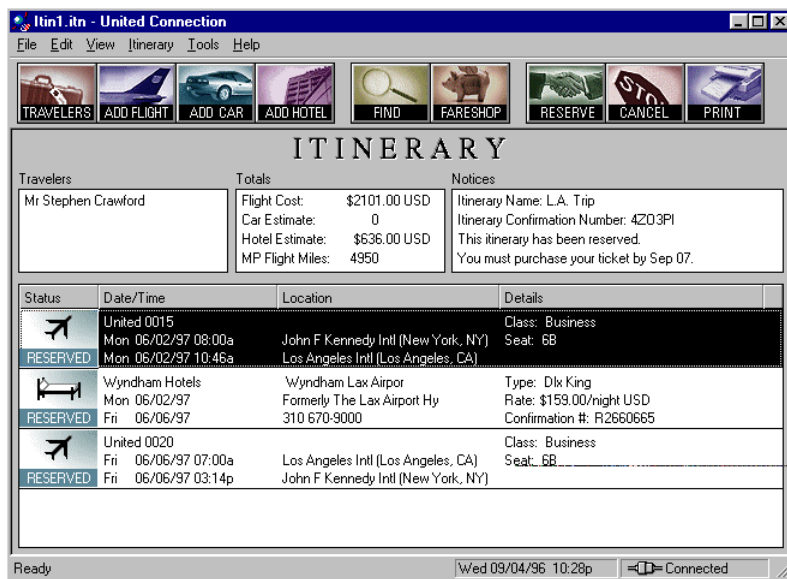 Itin1.itn - United Connection
File Edit View Itinerary Tools Help
TRAVELERS ADD FLIGHT ADD CAR ADD HOTEL FIND FARESHOP RESERVE STOP CANCEL PRINT
ITINERARY
Travelers Totals Notices
Mr Stephen Crawford Flight Cost: $2101.00 USD Itinerary Name: L.A. Trip
Car Estimate: 0 Itinerary Confirmation Number: 4ZO3PI
Hotel Estimate: $636.00 USD This itinerary has been reserved.
MP Flight Miles: 4950 You must purchase your ticket by Sep 07.
Status Date/Time Location Details
United 0015 Class: Business
Mon 06/02/97 08:00a John F Kennedy Intl (New York, NY) Seat: 6B
RESERVED Mon 06/02/97 10:46a Los Angeles Intl (Los Angeles, CA)
Wyndham Hotels Wyndham Lax Airpor Type: Dlx King
Mon 06/02/97 Formerly The Lax Airport Hy Rate: $159.00/night USD
RESERVED Fri 06/06/97 310 670-9000 Confirmation #: R2660665
United 0020 Class: Business
Fri 06/06/97 07:00a Los Angeles Intl (Los Angeles, CA) Seat: 6B
RESERVED Fri 06/06/97 03:14p John F Kennedy Intl (New York, NY)
Ready Wed 09/04/96 10:28p Connected